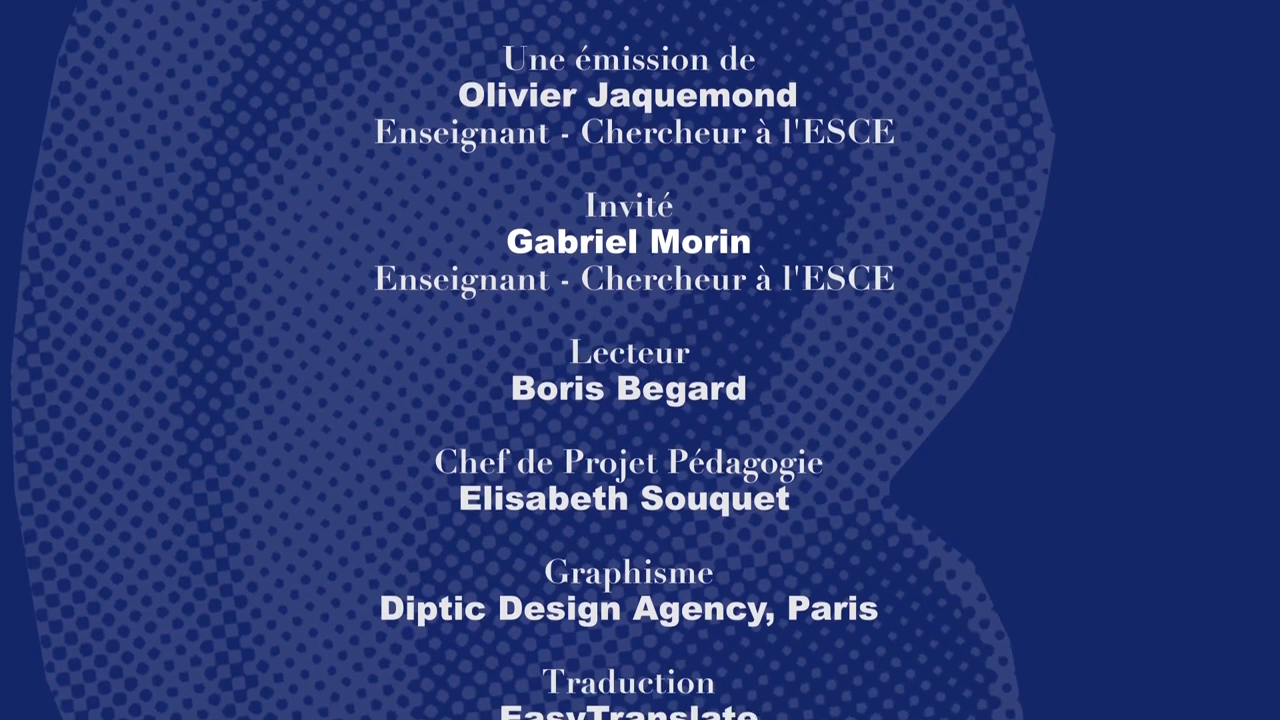 Une émission de
Olivier Jaquemond
Enseignant - Chercheur à l'ESCE
Invité
Gabriel Morin
Enseignant - Chercheur à l'ESCE
Lecteur
Boris Begard
Chef de Projet Pédagogie
Elisabeth Souquet
Graphisme
Diptic Design Agency, Paris
Traduction
EasyTranslate